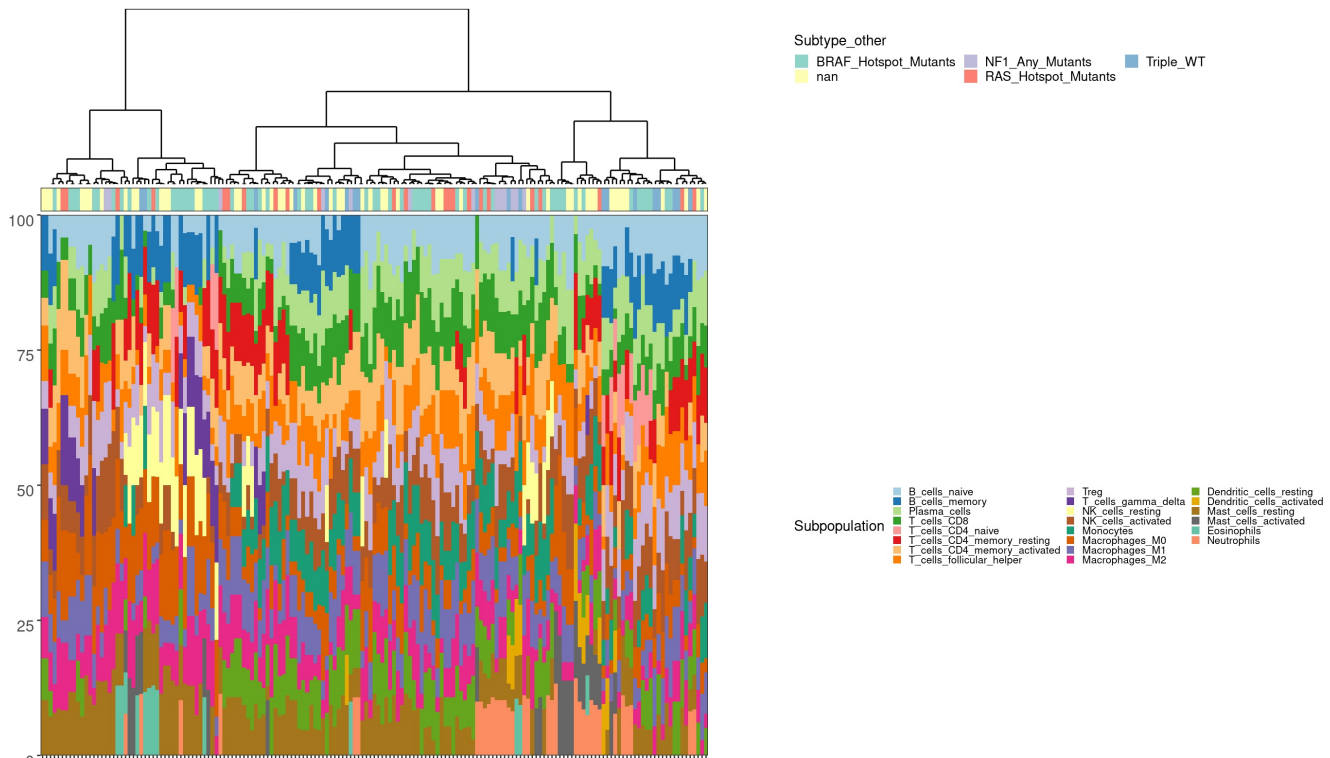 Subtype_other
BRAF_Hotspot_Mutants NF1_Any_Mutants Triple_WT
nan RAS_Hotspot_Mutants
100
75
50
25
0
Subpopulation
B_cells_naive Treg Dendritic_cells_resting
B_cells_memory T_cells_gamma_delta Dendritic_cells_activated
Plasma_cells NK_cells_resting Mast_cells_resting
T_cells_CD8 NK_cells_activated Mast_cells_activated
T_cells_CD4_naive Monocytes Eosinophils
T_cells_CD4_memory_resting Macrophages_M0 Neutrophils
T_cells_CD4_memory_activated Macrophages_M1
T_cells_follicular_helper Macrophages_M2